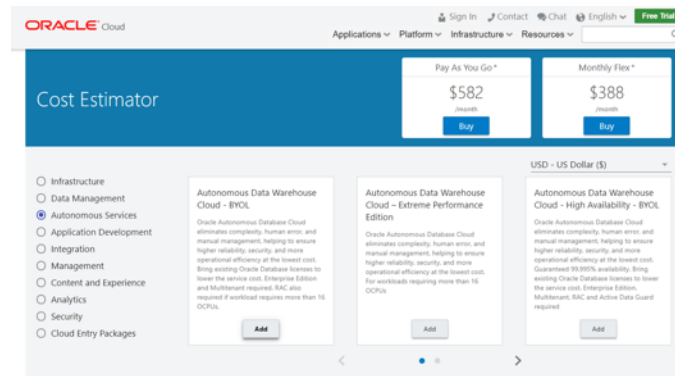 Sign In Contact Chat English Free Trial
ORACLE Cloud
Applications Platform Infrastructure Resources
Cost Estimator
Pay As You Go*
$582
/month
Buy
Monthly Flex*
$388
/month
Buy
USD - US Dollar ($)
Infrastructure
Data Management
Autonomous Services
Application Development
Integration
Management
Content and Experience
Analytics
Security
Cloud Entry Packages
Autonomous Data Warehouse
Cloud - BYOL
Oracle Autonomous Database Cloud
eliminates complexity, human error, and
manual management, helping to ensure
higher reliability, security, and more
operational efficiency at the lowest cost.
Bring existing Oracle Database licenses to
lower the service cost. Enterprise Edition
and Multitenant required. RAC also
required if workload requires more than 16
OCPUs.
Add
Autonomous Data Warehouse
Cloud - Extreme Performance
Edition
Oracle Autonomous Database Cloud
eliminates complexity, human error, and
manual management, helping to ensure
higher reliability, security, and more
operational efficiency at the lowest cost.
For workloads requiring more than 16
OCPUs
Add
Autonomous Data Warehouse
Cloud - High Availability - BYOL
Oracle Autonomous Database Cloud
eliminates complexity, human error, and
manual management, helping to ensure
higher reliability, security, and more
operational efficiency at the lowest cost.
Guaranteed 99.995% availability. Bring
existing Oracle Database licenses to lower
the service cost. Enterprise Edition,
Multitenant, RAC and Active Data Guard
required
Add